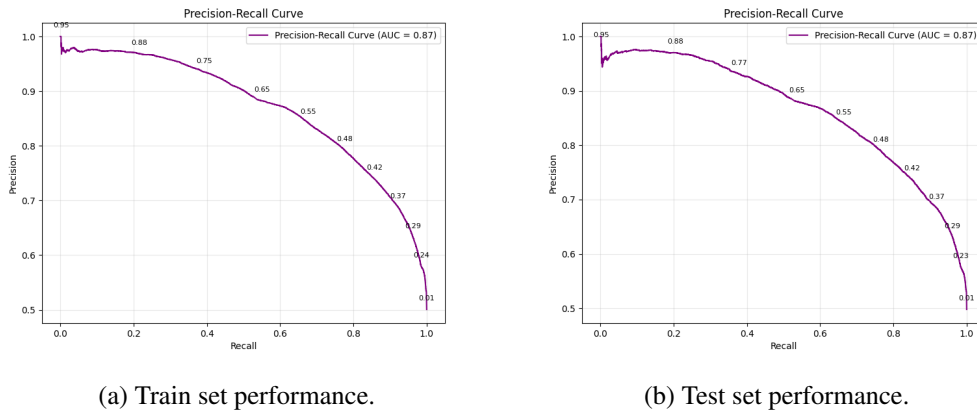 Precision-Recall Curve
Precision-Recall Curve (AUC = 0.87)
0.95
0.88
0.75
0.65
0.55
0.48
0.42
0.37
0.29
0.24
0.01
Precision
1.0
0.9
0.8
0.7
0.6
0.5
0.0 0.2 0.4 0.6 0.8 1.0
Recall
(a) Train set performance.
Precision-Recall Curve
Precision-Recall Curve (AUC = 0.87)
0.95
0.88
0.77
0.65
0.55
0.48
0.42
0.37
0.29
0.23
0.01
Precision
1.0
0.9
0.8
0.7
0.6
0.5
0.0 0.2 0.4 0.6 0.8 1.0
Recall
(b) Test set performance.